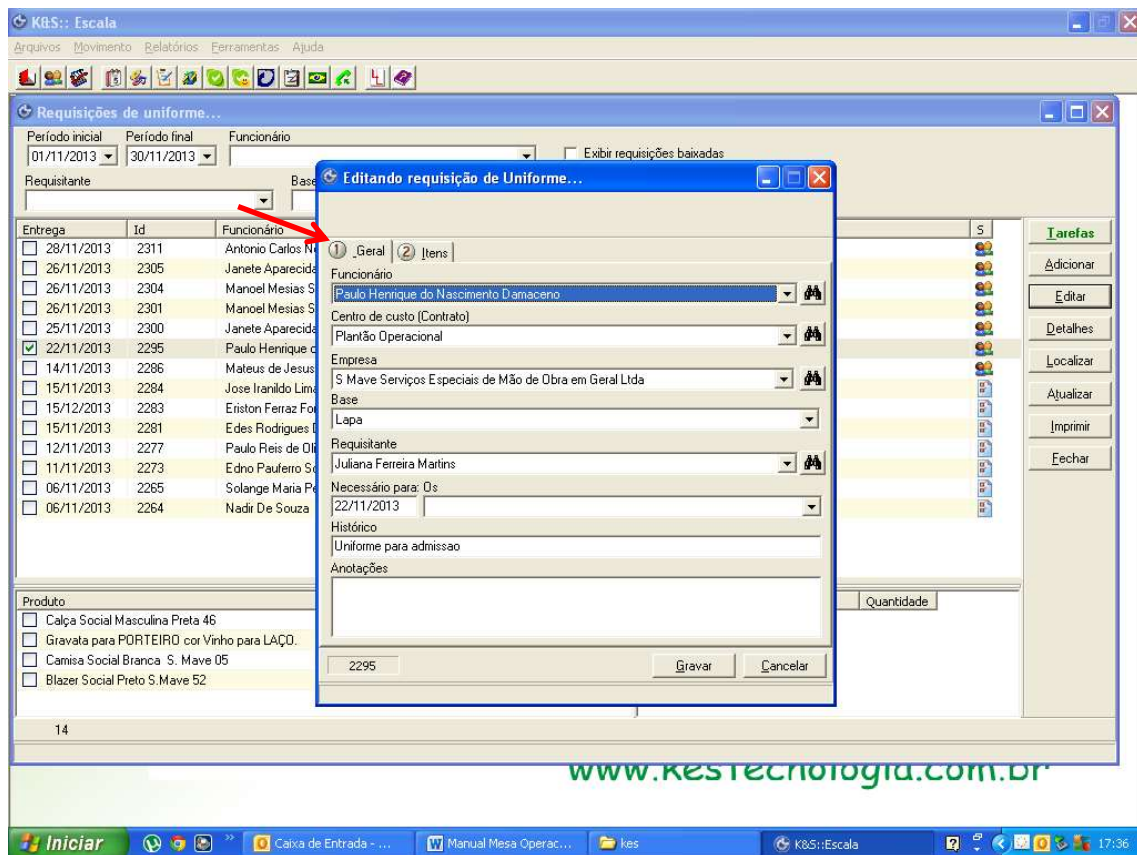 K&S:: Escala
Arquivos Movimento Relatórios Ferramentas Ajuda
Requisições de uniforme...
Período inicial Período final Funcionário
01/11/2013 30/11/2013 Exibir requisições baixadas
Requisitante Base
Entrega Id Funcionário S
28/11/2013 2311 Antonio Carlos
26/11/2013 2305 Janete Aparecida
26/11/2013 2304 Manoel Mesias S
26/11/2013 2301 Manoel Mesias S
25/11/2013 2300 Janete Aparecida
22/11/2013 2295 Paulo Henrique
14/11/2013 2286 Mateus de Jesus
15/11/2013 2284 Jose Iranildo Lima
15/12/2013 2283 Eriston Ferraz
15/11/2013 2281 Edes Rodrigues
12/11/2013 2277 Paulo Reis de
11/11/2013 2273 Edno Pauferro
06/11/2013 2265 Solange Maria
06/11/2013 2264 Nadir De Souza
Tarefas
Adicionar
Editar
Detalhes
Localizar
Atualizar
Imprimir
Fechar
Editando requisição de Uniforme...
1 _Geral 2 Itens
Funcionário
Paulo Henrique do Nascimento Damaceno
Centro de custo (Contrato)
Plantão Operacional
Empresa
S Mave Serviços Especiais de Mão de Obra em Geral Ltda
Base
Lapa
Requisitante
Juliana Ferreira Martins
Necessário para: Os
22/11/2013
Histórico
Uniforme para admissao
Anotações
2295 Gravar Cancelar
Produto Quantidade
Calça Social Masculina Preta 46
Gravata para PORTEIRO cor Vinho para LAÇO.
Camisa Social Branca S. Mave 05
Blazer Social Preto S.Mave 52
14
www.kestecnologia.com.br
Iniciar Caixa de Entrada - ... Manual Mesa Operac... kes K&S::Escala 17:36